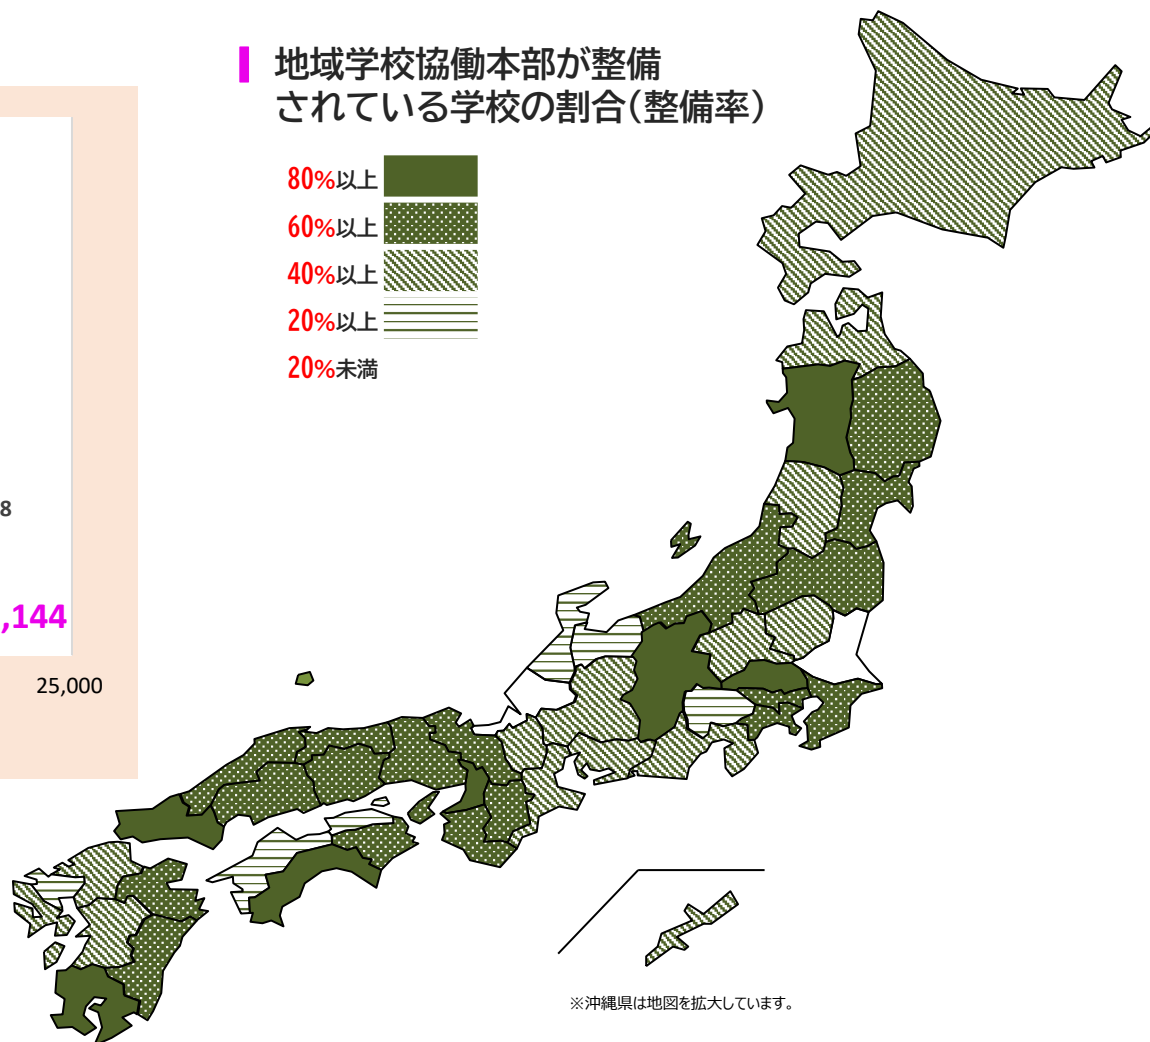 地域学校協働本部が整備
されている学校の割合(整備率)
80%以上
60%以上
40%以上
20%以上
20%未満
8
,144
25,000
※沖縄県は地図を拡大しています。